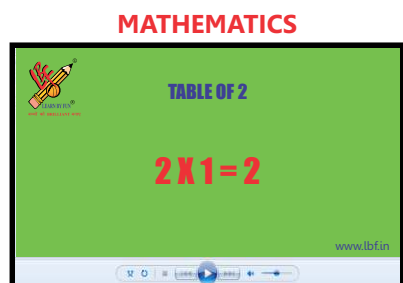 MATHEMATICS
LEARN BY FUN
TABLE OF 2
2 X 1 = 2
www.lbf.in